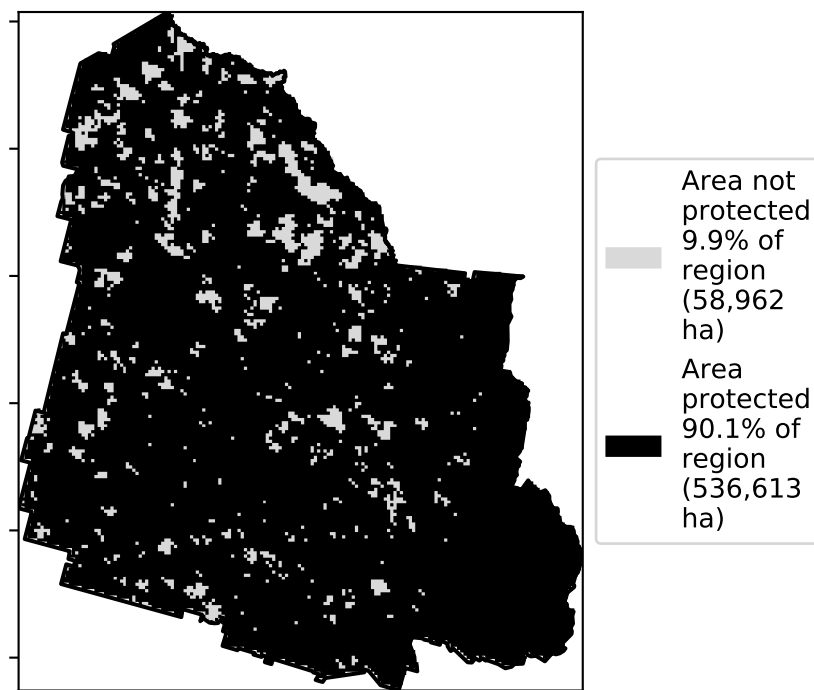 Area not
protected
9.9% of
region
(58,962
ha)
Area
protected
90.1% of
region
(536,613
ha)